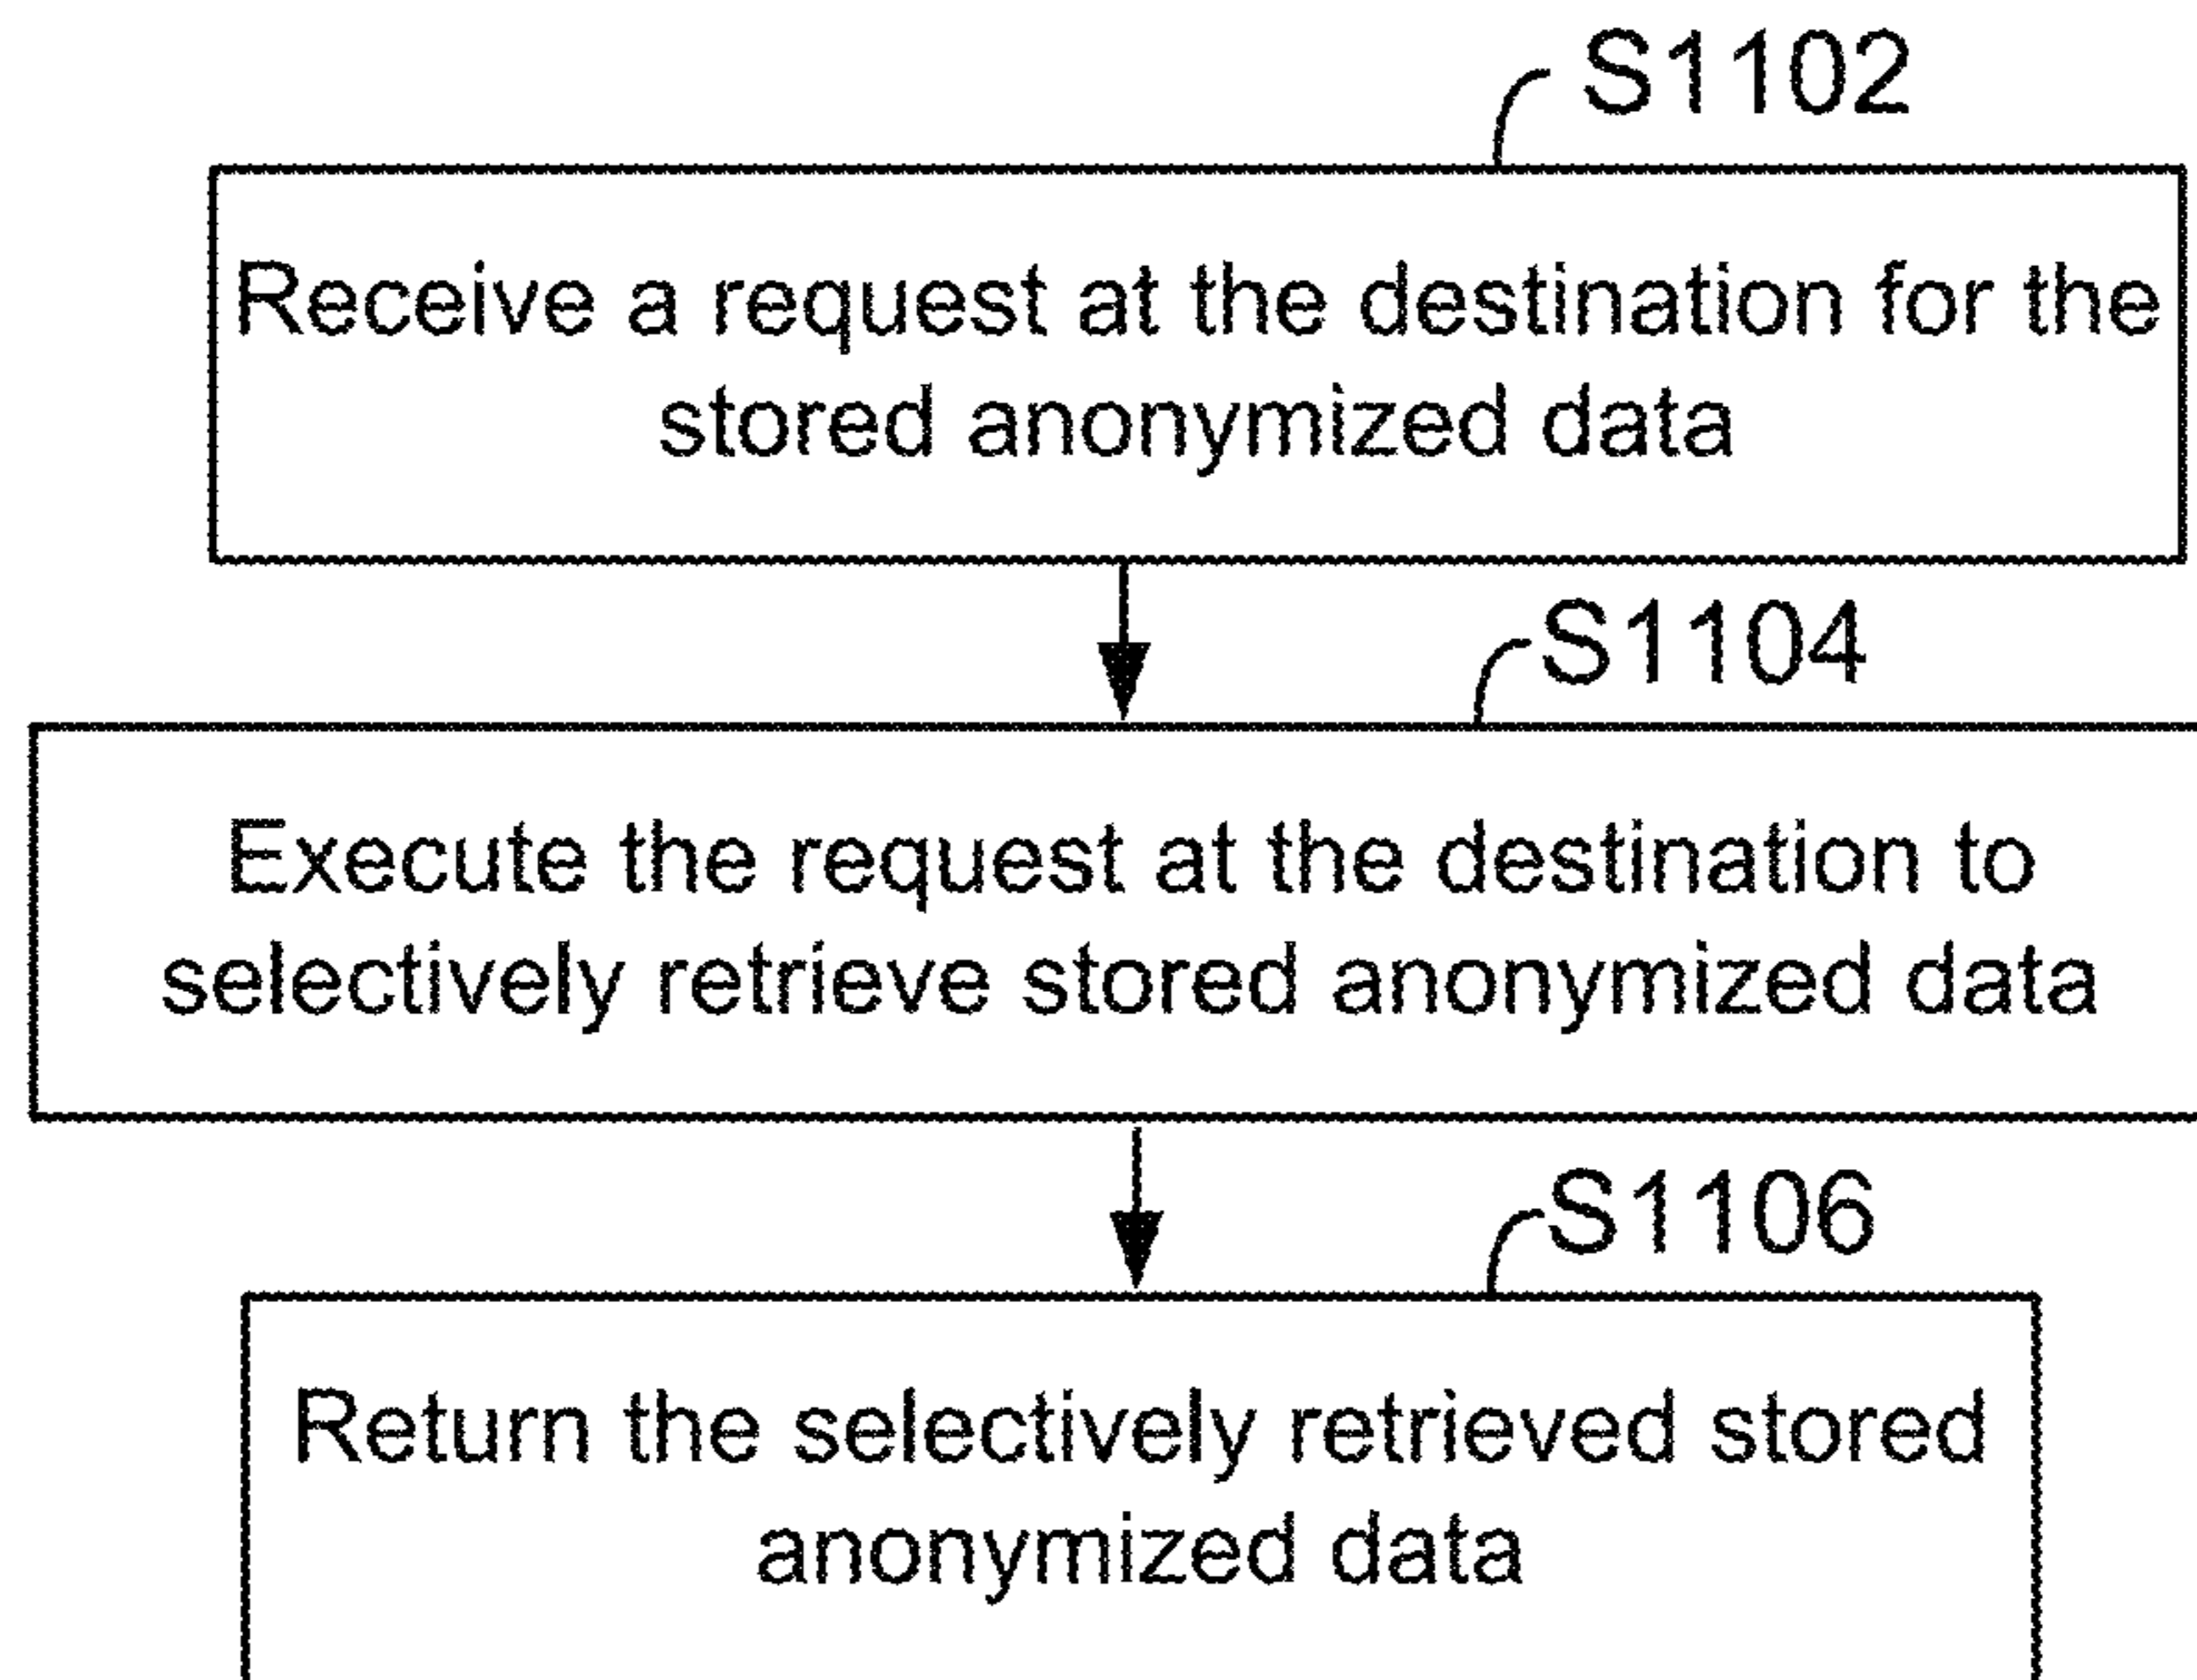 S1102
Receive a request at the destination for the
stored anonymized data
S1104
Execute the request at the destination to
selectively retrieve stored anonymized data
S1106
Return the selectively retrieved stored
anonymized data